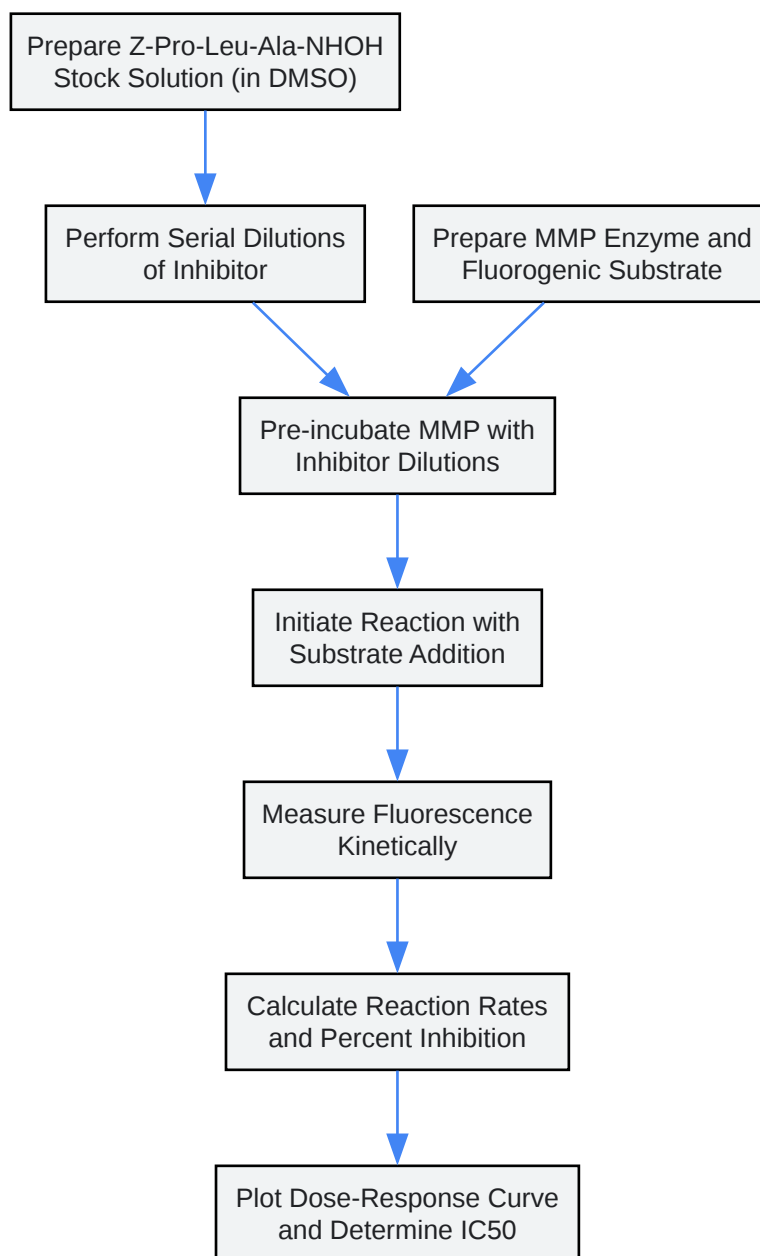 Prepare Z-Pro-Leu-Ala-NHOH
Stock Solution (in DMSO)
Perform Serial Dilutions
of Inhibitor
Prepare MMP Enzyme and
Fluorogenic Substrate
Pre-incubate MMP with
Inhibitor Dilutions
Initiate Reaction with
Substrate Addition
Measure Fluorescence
Kinetically
Calculate Reaction Rates
and Percent Inhibition
Plot Dose-Response Curve
and Determine IC50